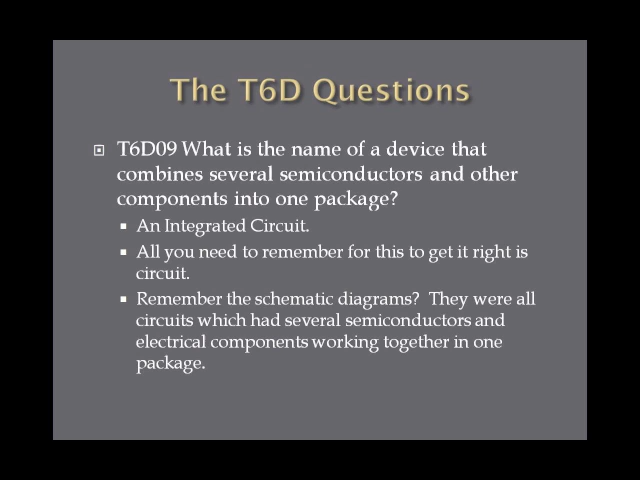 The T6D Questions
T6D09 What is the name of a device that
combines several semiconductors and other
components into one package?
An Integrated Circuit.
All you need to remember for this to get it right is
circuit.
Remember the schematic diagrams?  They were all
circuits which had several semiconductors and
electrical components working together in one
package.